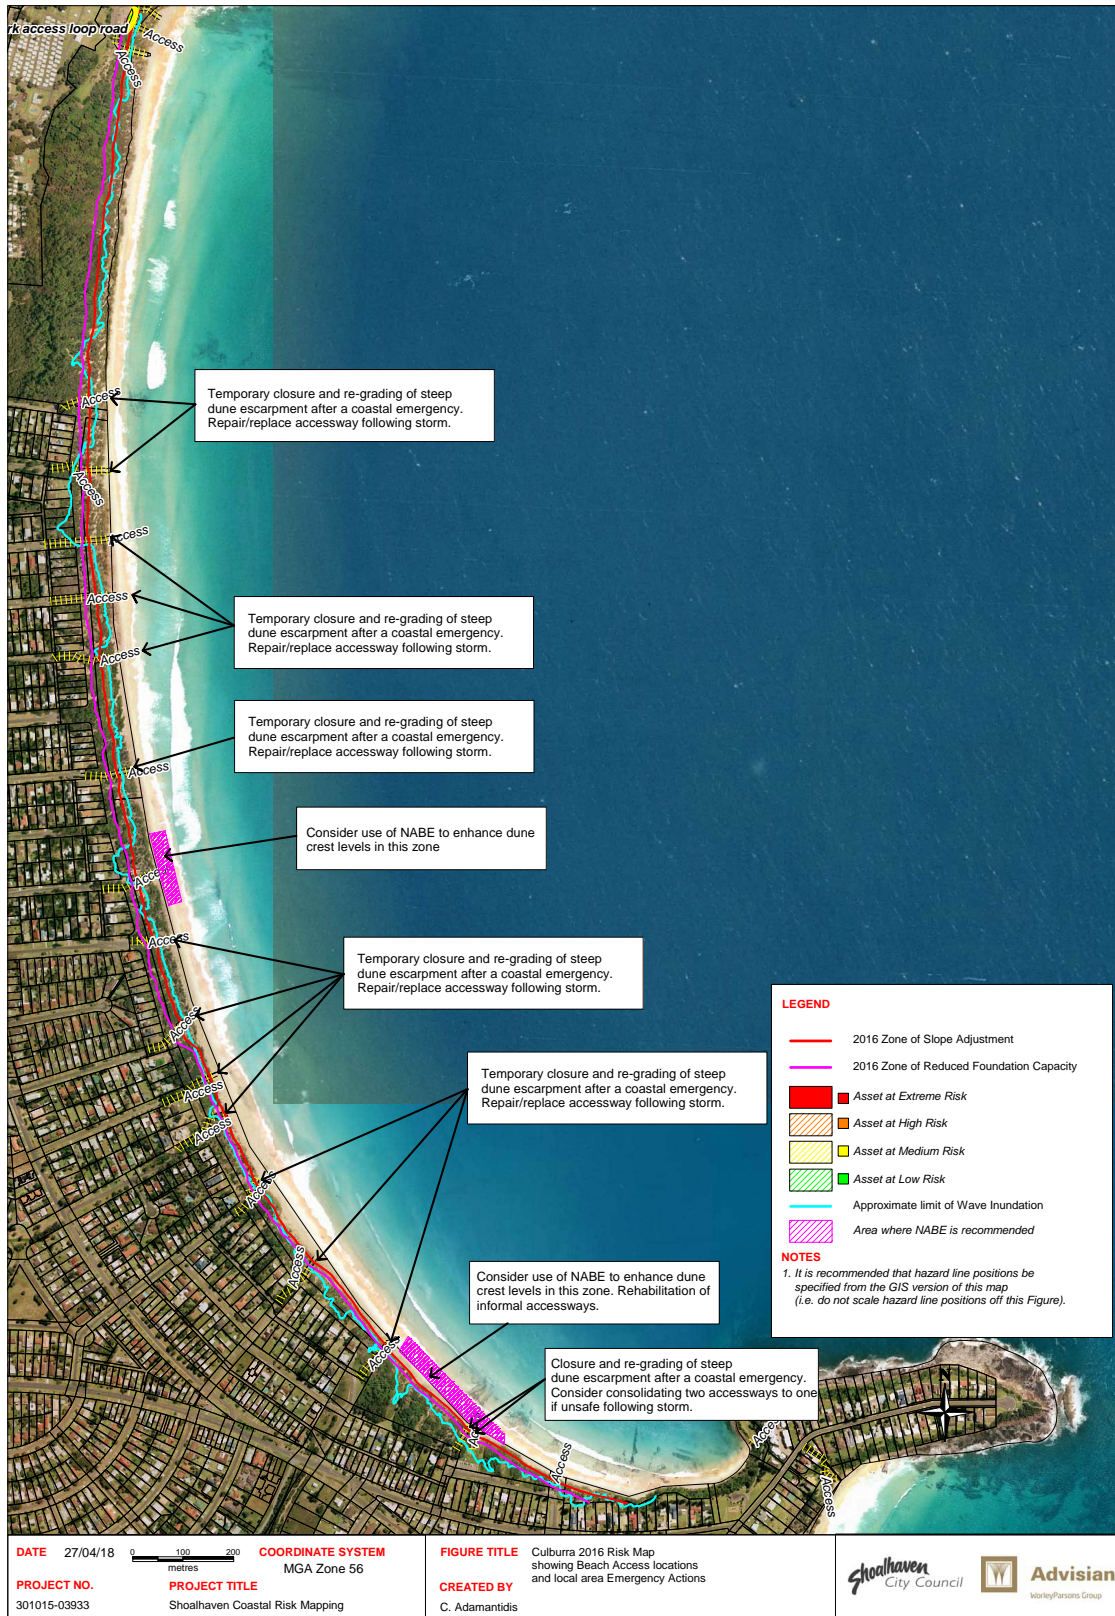 rk access loop road
Access
Access
Access
Temporary closure and re-grading of steep
dune escarpment after a coastal emergency.
Repair/replace accessway following storm.
Access
Access
Access
Temporary closure and re-grading of steep
dune escarpment after a coastal emergency.
Repair/replace accessway following storm.
Access
Temporary closure and re-grading of steep
dune escarpment after a coastal emergency.
Repair/replace accessway following storm.
Access
Consider use of NABE to enhance dune
crest levels in this zone
Access
Access
Temporary closure and re-grading of steep
dune escarpment after a coastal emergency.
Repair/replace accessway following storm.
Access
Access
Access
Temporary closure and re-grading of steep
dune escarpment after a coastal emergency.
Repair/replace accessway following storm.
Access
Access
Consider use of NABE to enhance dune
crest levels in this zone. Rehabilitation of
informal accessways.
Access
Closure and re-grading of steep
dune escarpment after a coastal emergency.
Consider consolidating two accessways to one
if unsafe following storm.
Access
Access
LEGEND
2016 Zone of Slope Adjustment
2016 Zone of Reduced Foundation Capacity
Asset at Extreme Risk
Asset at High Risk
Asset at Medium Risk
Asset at Low Risk
Approximate limit of Wave Inundation
Area where NABE is recommended
NOTES
1. It is recommended that hazard line positions be
specified from the GIS version of this map
(i.e. do not scale hazard line positions off this Figure).
N
DATE 27/04/18
0 100 200
metres
COORDINATE SYSTEM
MGA Zone 56
PROJECT NO.
301015-03933
PROJECT TITLE
Shoalhaven Coastal Risk Mapping
FIGURE TITLE Culburra 2016 Risk Map
showing Beach Access locations
and local area Emergency Actions
CREATED BY
C. Adamantidis
Shoalhaven
City Council
Advisian
WorleyParsons Group